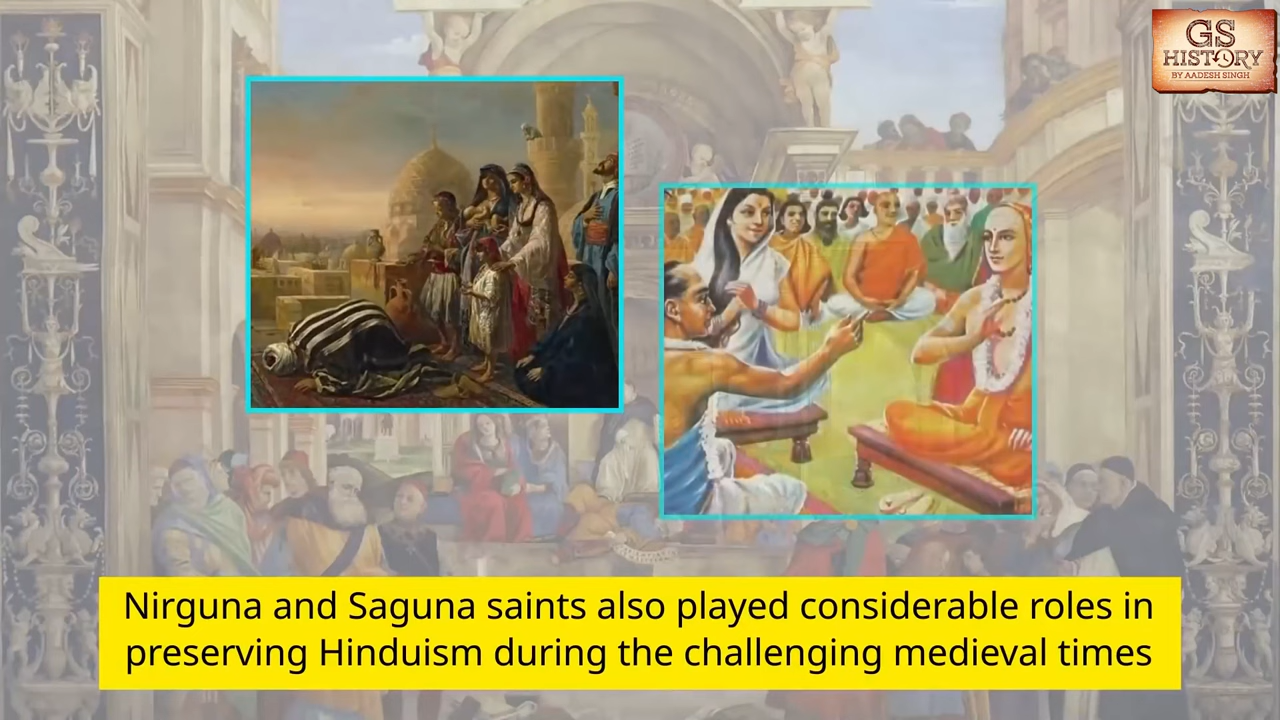 GS
HISTORY
BY AADESH SINGH
Nirguna and Saguna saints also played considerable roles in
preserving Hinduism during the challenging medieval times